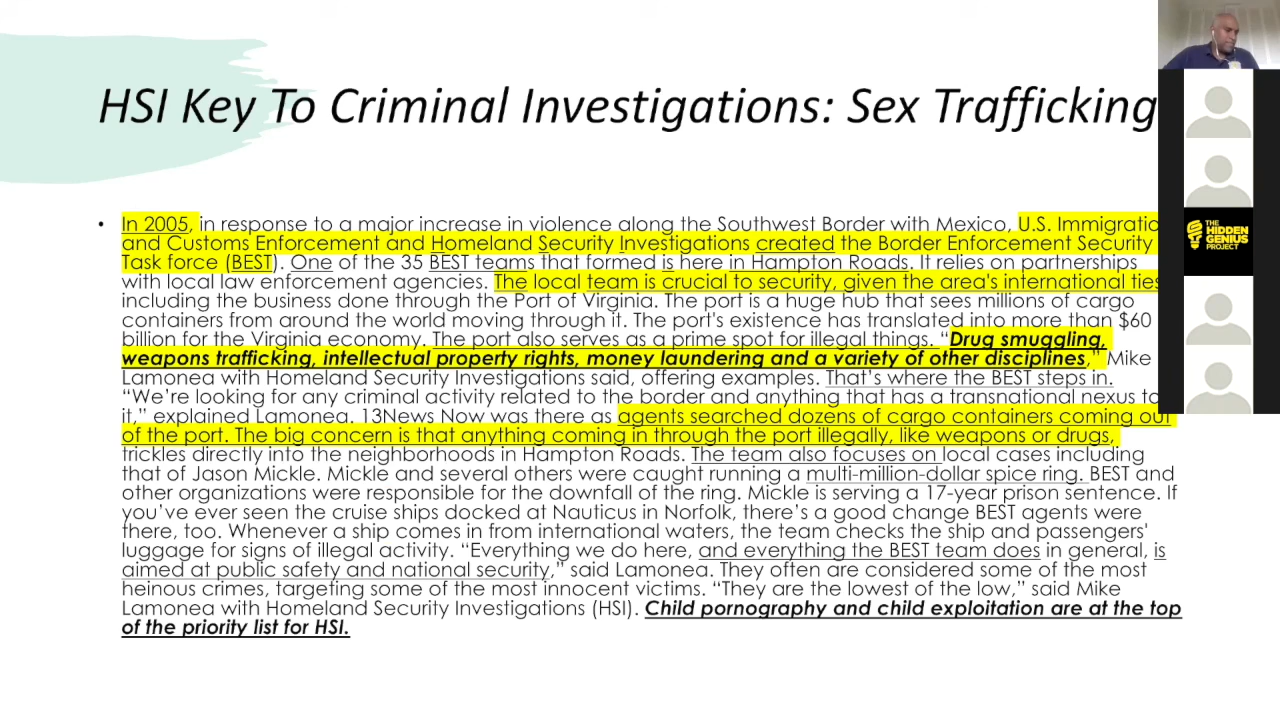 HSI Key To Criminal Investigations: Sex Trafficking
• In 2005, in response to a major increase in violence along the Southwest Border with Mexico, U.S. Immigratio
and Customs Enforcement and Homeland Security Investigations created the Border Enforcement Security
Task force (BEST). One of the 35 BEST teams that formed is here in Hampton Roads. It relies on partnerships
with local law enforcement agencies. The local team is crucial to security, given the area's international ties
including the business done through the Port of Virginia. The port is a huge hub that sees millions of cargo
containers from around the world moving through it. The port's existence has translated into more than $60
billion for the Virginia economy. The port also serves as a prime spot for illegal things. “Drug smuggling,
weapons trafficking, intellectual property rights, money laundering and a variety of other disciplines,” Mike
Lamonea with Homeland Security Investigations said, offering examples. That’s where the BEST steps in.
“We’re looking for any criminal activity related to the border and anything that has a transnational nexus to
it,” explained Lamonea. 13News Now was there as agents searched dozens of cargo containers coming out
of the port. The big concern is that anything coming in through the port illegally, like weapons or drugs,
trickles directly into the neighborhoods in Hampton Roads. The team also focuses on local cases including
that of Jason Mickle. Mickle and several others were caught running a multi-million-dollar spice ring. BEST and
other organizations were responsible for the downfall of the ring. Mickle is serving a 17-year prison sentence. If
you’ve ever seen the cruise ships docked at Nauticus in Norfolk, there’s a good change BEST agents were
there, too. Whenever a ship comes in from international waters, the team checks the ship and passengers'
luggage for signs of illegal activity. “Everything we do here, and everything the BEST team does in general, is
aimed at public safety and national security,” said Lamonea. They often are considered some of the most
heinous crimes, targeting some of the most innocent victims. “They are the lowest of the low,” said Mike
Lamonea with Homeland Security Investigations (HSI). Child pornography and child exploitation are at the top
of the priority list for HSI.
THE
HIDDEN
GENIUS
PROJECT